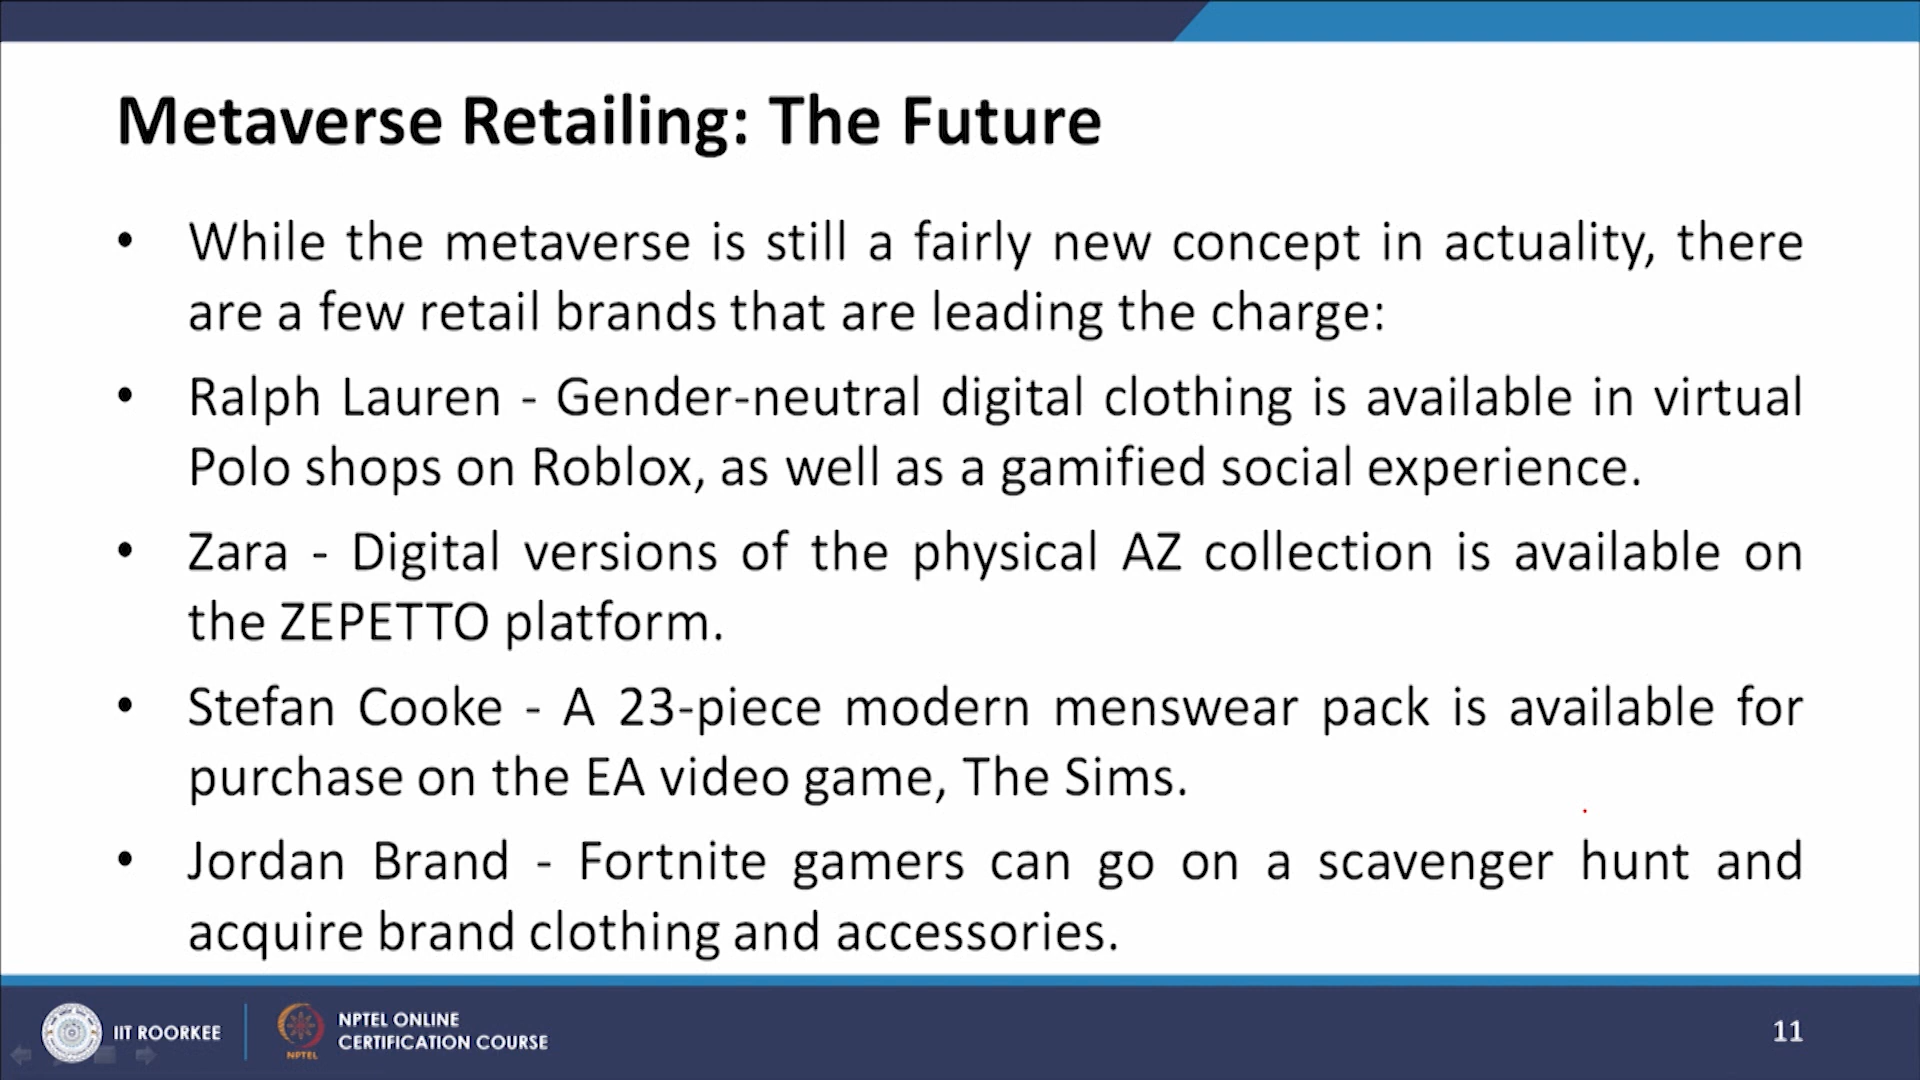 Metaverse Retailing: The Future
• While the metaverse is still a fairly new concept in actuality, there
are a few retail brands that are leading the charge:
• Ralph Lauren - Gender-neutral digital clothing is available in virtual
Polo shops on Roblox, as well as a gamified social experience.
• Zara - Digital versions of the physical AZ collection is available on
the ZEPETTO platform.
• Stefan Cooke - A 23-piece modern menswear pack is available for
purchase on the EA video game, The Sims.
• Jordan Brand - Fortnite gamers can go on a scavenger hunt and
acquire brand clothing and accessories.
IIT ROORKEE
NPTEL
NPTEL ONLINE
CERTIFICATION COURSE
11